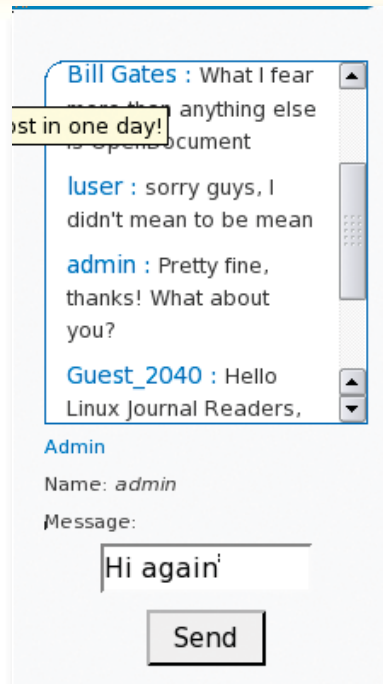 Bill Gates : What I fear
more than anything else
ost in one day!
is OpenDocument
luser : sorry guys, I
didn't mean to be mean
admin : Pretty fine,
thanks! What about
you?
Guest_2040 : Hello
Linux Journal Readers,
Admin
Name: admin
Message:
Hi again
Send